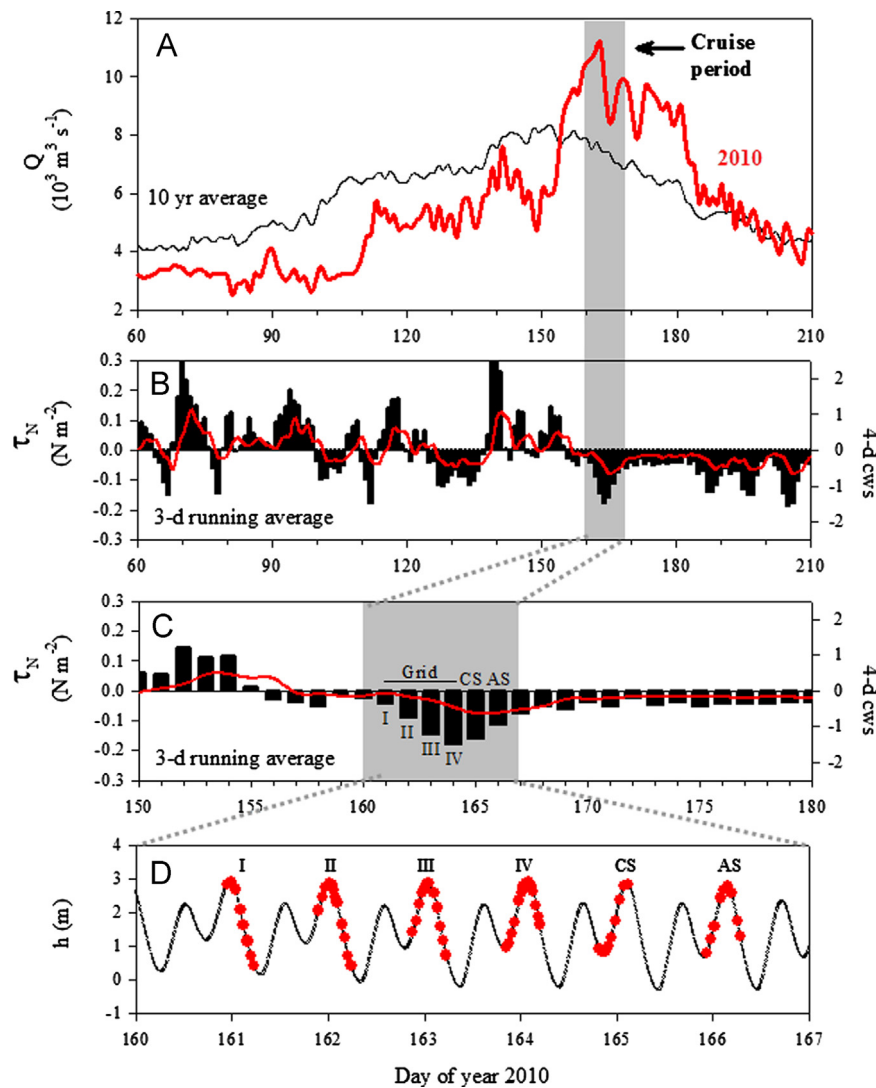 A
12
10
8
6
4
2
Q
(10³ m³ s⁻¹)
Cruise
period
2010
10 yr average
60 90 120 150 180 210
B
0.3
0.2
0.1
0.0
-0.1
-0.2
-0.3
τN
(N m⁻²)
2
1
0
-1
-2
4-d cws
3-d running average
60 90 120 150 180 210
C
0.3
0.2
0.1
0.0
-0.1
-0.2
-0.3
τN
(N m⁻²)
2
1
0
-1
-2
4-d cws
Grid CS AS
I
II
III
IV
3-d running average
150 155 160 165 170 175 180
D
I II III IV CS AS
4
3
2
1
0
-1
h (m)
160 161 162 163 164 165 166 167
Day of year 2010